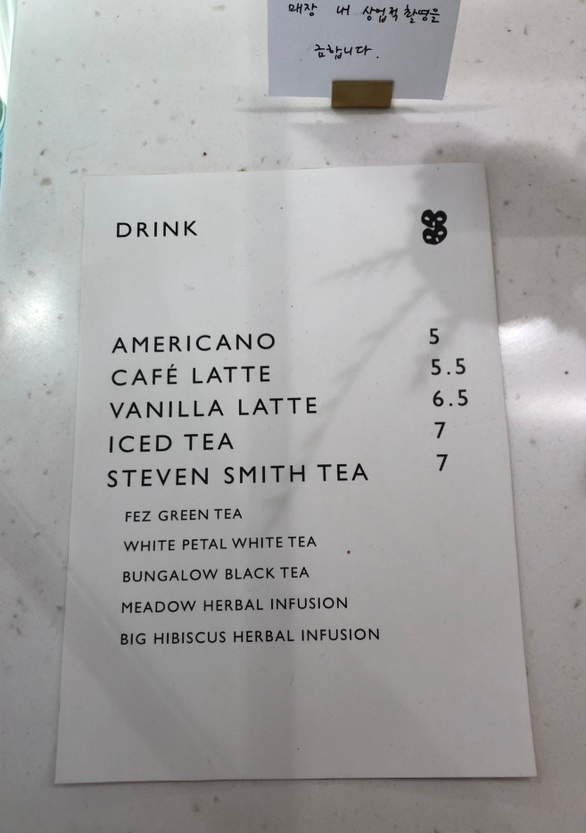 매장 내 상업적 촬영을
금합니다.
DRINK
AMERICANO 5
CAFÉ LATTE 5.5
VANILLA LATTE 6.5
ICED TEA 7
STEVEN SMITH TEA 7
FEZ GREEN TEA
WHITE PETAL WHITE TEA
BUNGALOW BLACK TEA
MEADOW HERBAL INFUSION
BIG HIBISCUS HERBAL INFUSION